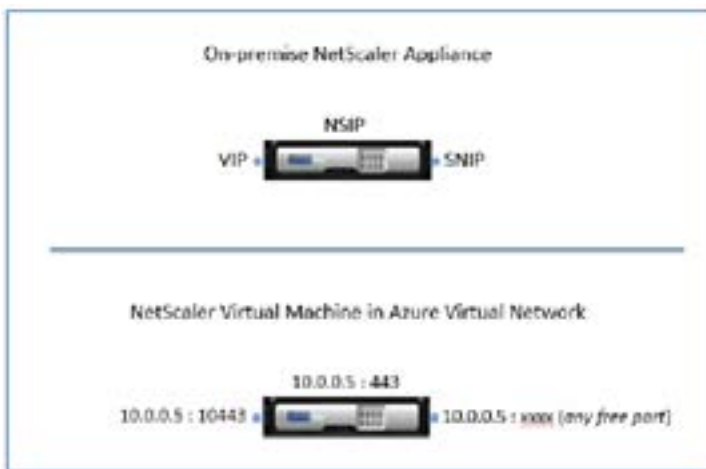 On-premise NetScaler Appliance
NSIP
VIP
SNIP
NetScaler Virtual Machine in Azure Virtual Network
10.0.0.5 : 443
10.0.0.5 : 10443
10.0.0.5 : xxxx (any free port)